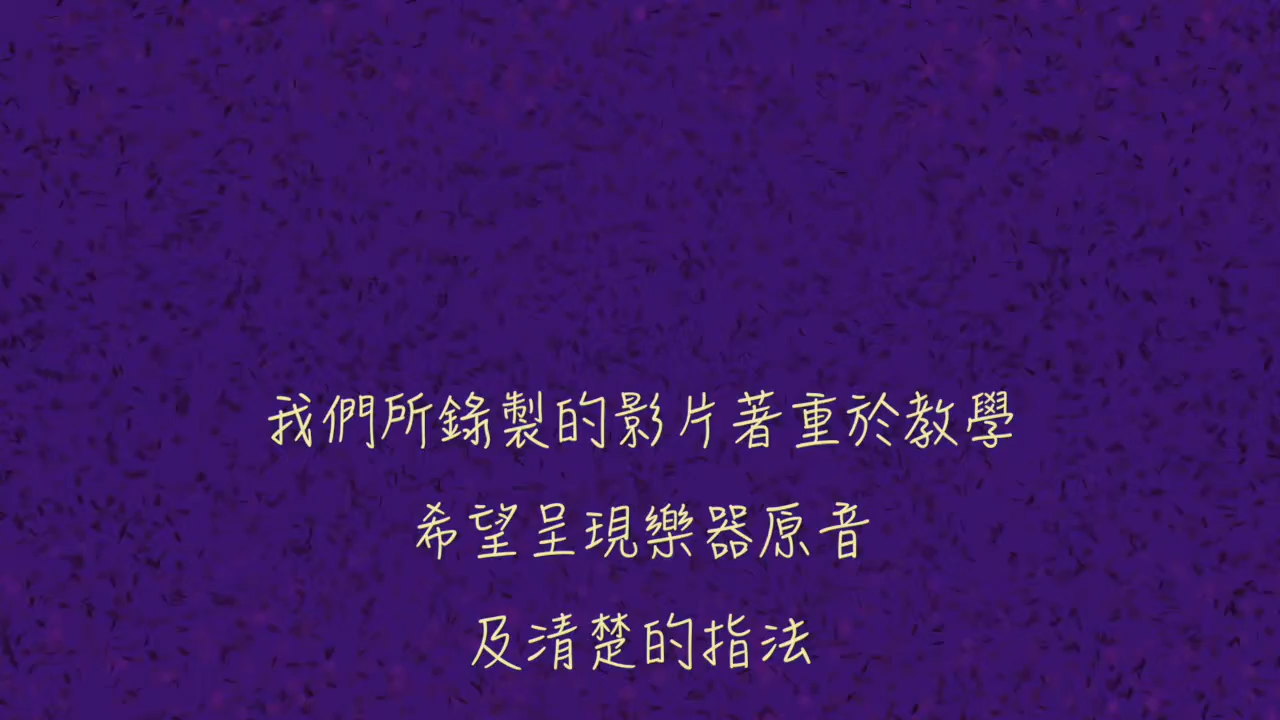 我們所錄製的影片著重於教學
希望呈現樂器原音
及清楚的指法